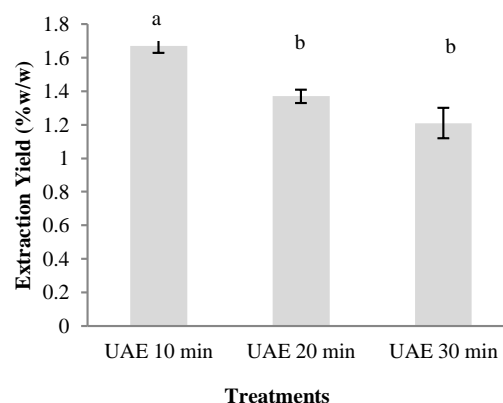 a
b
b
1.8
1.6
1.4
1.2
1
0.8
0.6
0.4
0.2
0
Extraction Yield (%w/w)
UAE 10 min UAE 20 min UAE 30 min
Treatments